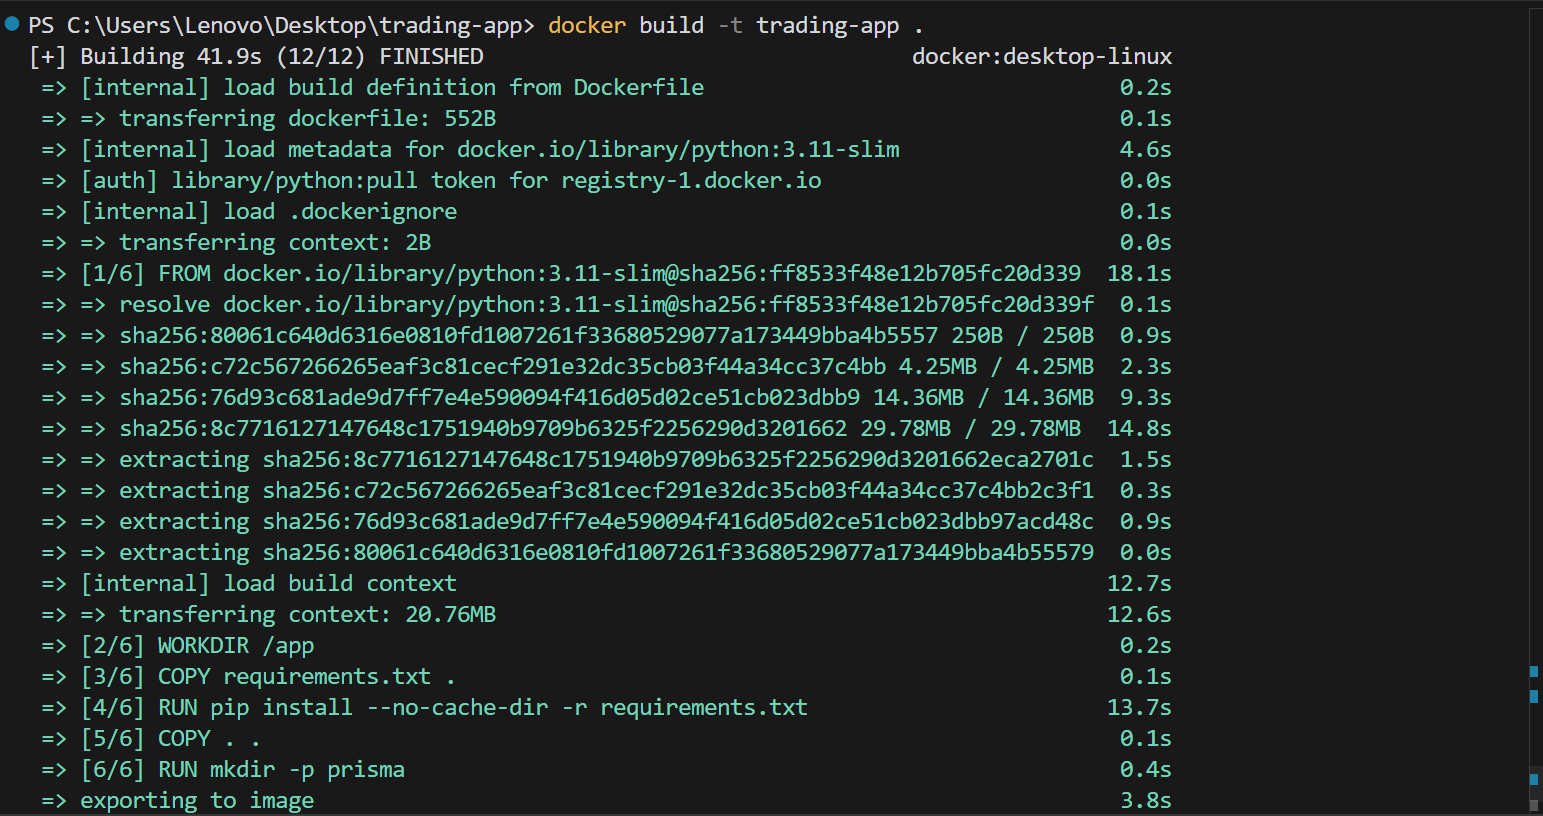 PS C:\Users\Lenovo\Desktop\trading-app> docker build -t trading-app .
[+] Building 41.9s (12/12) FINISHED docker:desktop-linux
=> [internal] load build definition from Dockerfile 0.2s
=> => transferring dockerfile: 552B 0.1s
=> [internal] load metadata for docker.io/library/python:3.11-slim 4.6s
=> [auth] library/python:pull token for registry-1.docker.io 0.0s
=> [internal] load .dockerignore 0.1s
=> => transferring context: 2B 0.0s
=> [1/6] FROM docker.io/library/python:3.11-slim@sha256:ff8533f48e12b705fc20d339 18.1s
=> => resolve docker.io/library/python:3.11-slim@sha256:ff8533f48e12b705fc20d339f 0.1s
=> => sha256:80061c640d6316e0810fd1007261f33680529077a173449bba4b5557 250B / 250B 0.9s
=> => sha256:c72c567266265eaf3c81cecf291e32dc35cb03f44a34cc37c4bb 4.25MB / 4.25MB 2.3s
=> => sha256:76d93c681ade9d7ff7e4e590094f416d05d02ce51cb023dbb9 14.36MB / 14.36MB 9.3s
=> => sha256:8c7716127147648c1751940b9709b6325f2256290d3201662 29.78MB / 29.78MB 14.8s
=> => extracting sha256:8c7716127147648c1751940b9709b6325f2256290d3201662eca2701c 1.5s
=> => extracting sha256:c72c567266265eaf3c81cecf291e32dc35cb03f44a34cc37c4bb2c3f1 0.3s
=> => extracting sha256:76d93c681ade9d7ff7e4e590094f416d05d02ce51cb023dbb97acd48c 0.9s
=> => extracting sha256:80061c640d6316e0810fd1007261f33680529077a173449bba4b55579 0.0s
=> [internal] load build context 12.7s
=> => transferring context: 20.76MB 12.6s
=> [2/6] WORKDIR /app 0.2s
=> [3/6] COPY requirements.txt . 0.1s
=> [4/6] RUN pip install --no-cache-dir -r requirements.txt 13.7s
=> [5/6] COPY . . 0.1s
=> [6/6] RUN mkdir -p prisma 0.4s
=> exporting to image 3.8s